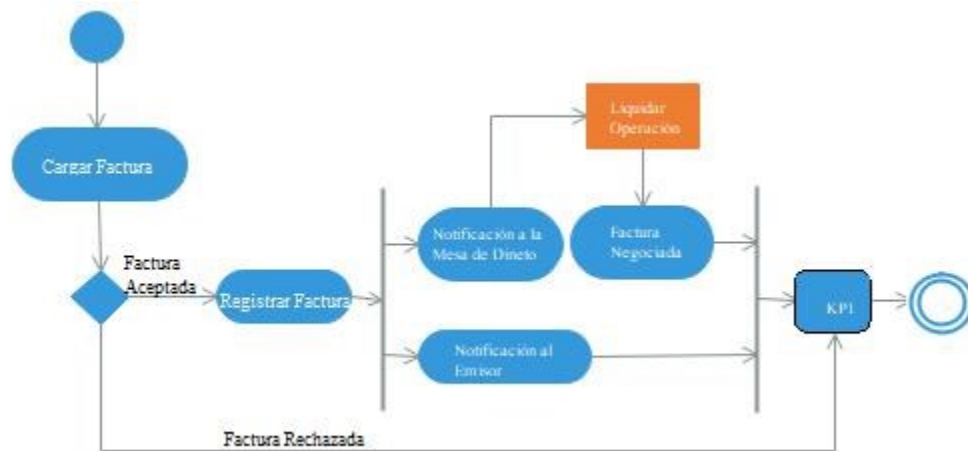 Liquidar
Operación
Cargar Factura
Notificación a la
Mesa de Dineto
Factura
Negociada
Factura
Aceptada
Registrar Factura
KP1
Notificación al
Emisor
Factura Rechazada